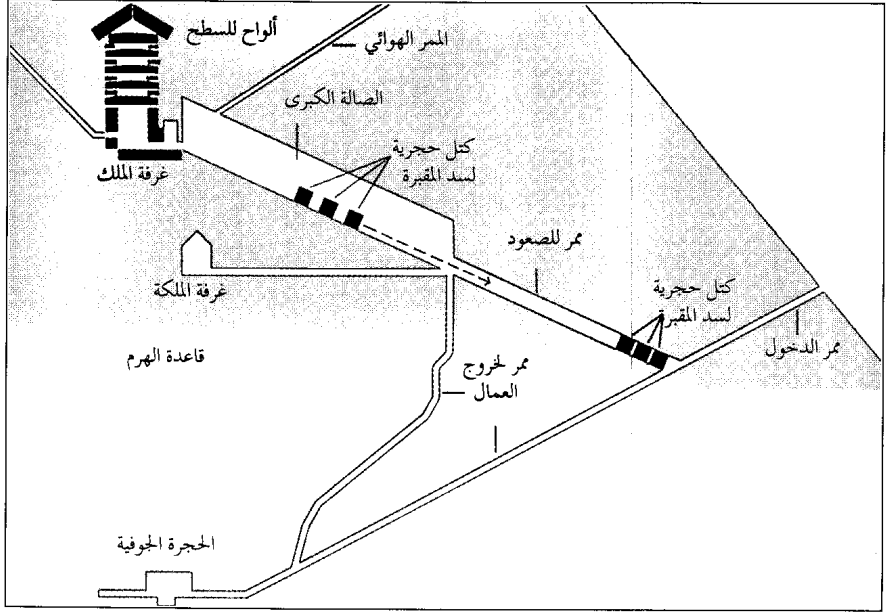 ألواح للسطح
الممر الهوائي
الصالة الكبرى
كتل حجرية
لسد المقبرة
غرفة الملك
ممر للصعود
غرفة الملكة
كتل حجرية
لسد المقبرة
ممر الدخول
قاعدة الهرم
ممر لخروج
العمال
الحجرة الجوفية